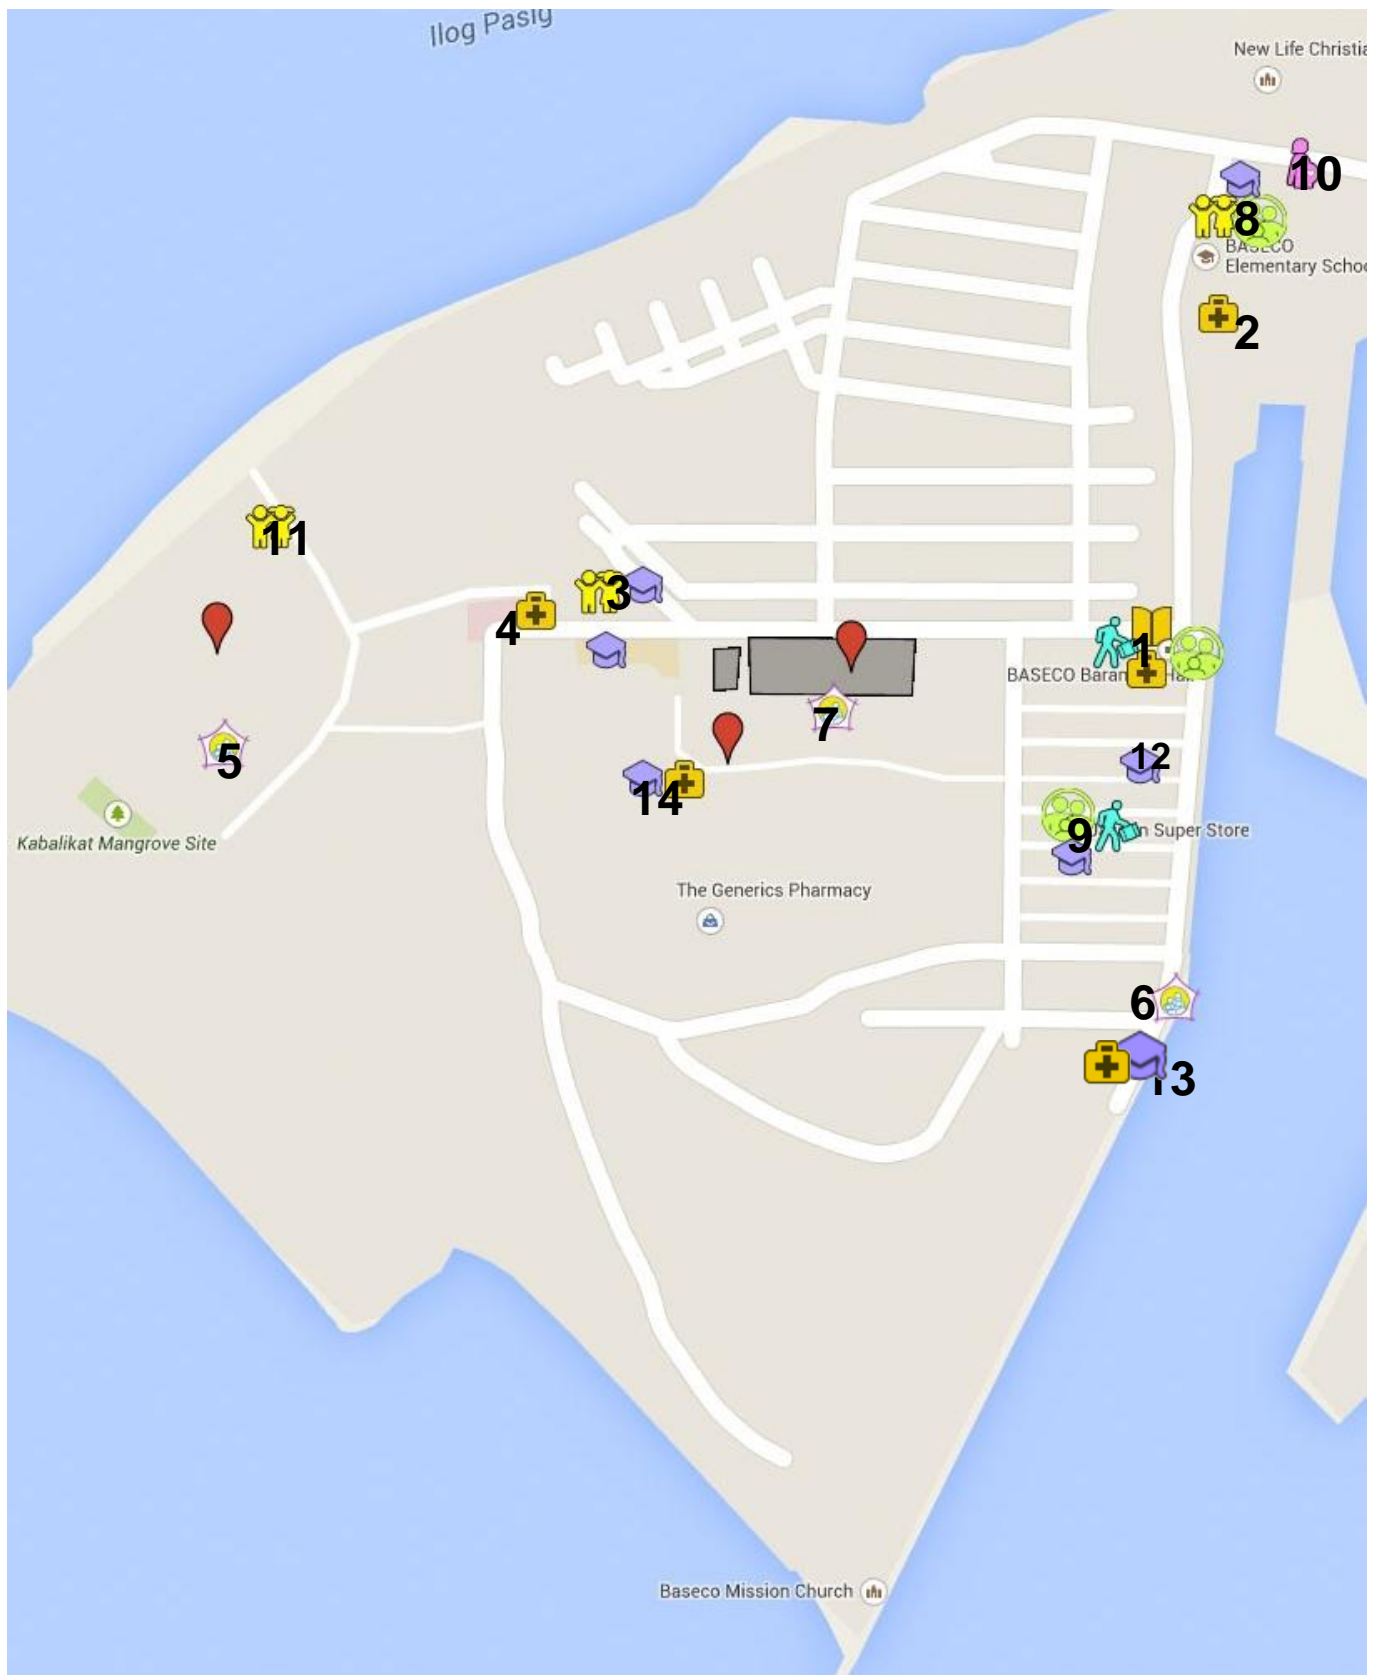 Ilog Pasig
New Life Christia
10
8
BASECO
Elementary Schoo
2
11
3
4
1
BASECO Baran
7
12
5
14
9
n Super Store
Kabalikat Mangrove Site
The Generics Pharmacy
6
13
Baseco Mission Church